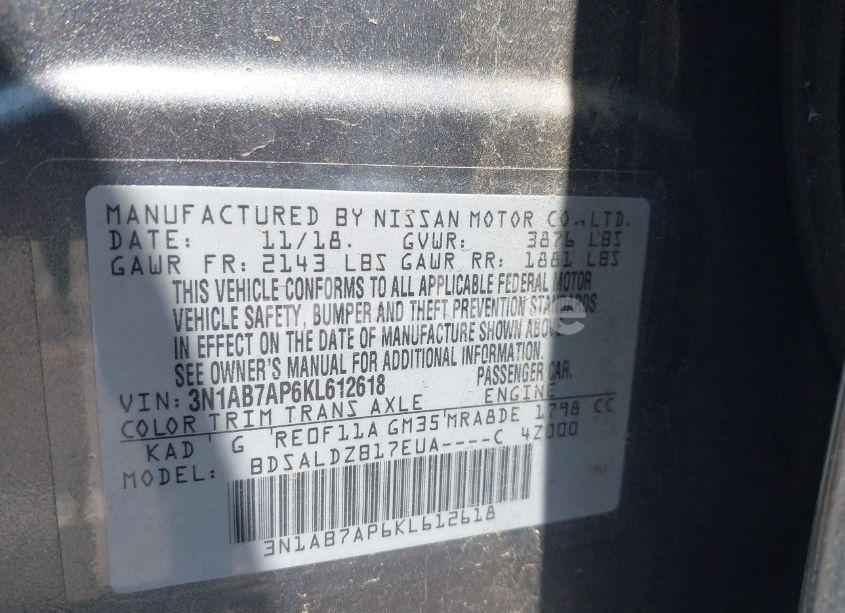 MANUFACTURED BY NISSAN MOTOR CO.,LTD.
DATE: 11/18. GVWR: 3876 LBS
GAWR FR: 2143 LBS GAWR RR: 1881 LBS
THIS VEHICLE CONFORMS TO ALL APPLICABLE FEDERAL MOTOR
VEHICLE SAFETY, BUMPER AND THEFT PREVENTION STANDARDS
IN EFFECT ON THE DATE OF MANUFACTURE SHOWN ABOVE.
SEE OWNER'S MANUAL FOR ADDITIONAL INFORMATION.
VIN: 3N1AB7AP6KL612618 PASSENGER CAR.
COLOR TRIM TRANS AXLE ENGINE
KAD G RE0F11A GM35 MRA8DE 1798 CC
MODEL: BDSALDZB17EUA----C 4Z000
3N1AB7AP6KL612618